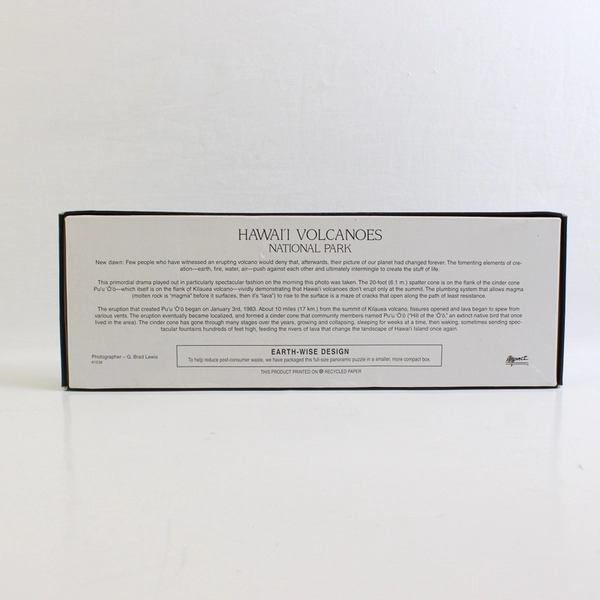 HAWAI'I VOLCANOES
NATIONAL PARK
New dawn: Few people who have witnessed an erupting volcano would deny that, afterwards, their picture of our planet had changed forever. The fomenting elements of cre-
ation—earth, fire, water, air—push against each other and ultimately intermingle to create the stuff of life.
This primordial drama played out in particularly spectacular fashion on the morning this photo was taken. The 20-foot (6.1 m.) spatter cone is on the flank of the cinder cone
Pu'u 'Ō'ō—which itself is on the flank of Kilauea volcano—vividly demonstrating that Hawai'i volcanoes don't erupt only at the summit. The plumbing system that allows magma
(molten rock is "magma" before it surfaces, then it's "lava") to rise to the surface is a maze of cracks that open along the path of least resistance.
The eruption that created Pu'u 'Ō'ō began on January 3rd, 1983. About 10 miles (17 km.) from the summit of Kilauea volcano, fissures opened and lava began to spew from
various vents. The eruption eventually became localized, and formed a cinder cone that community members named Pu'u 'Ō'ō ("Hill of the 'Ō'ō," an extinct native bird that once
lived in the area). The cinder cone has gone through many stages over the years, growing and collapsing, sleeping for weeks at a time, then waking, sometimes sending spec-
tacular fountains hundreds of feet high, feeding the rivers of lava that change the landscape of Hawai'i Island once again.
EARTH-WISE DESIGN
To help reduce post-consumer waste, we have packaged this full-size panoramic puzzle in a smaller, more compact box.
Photographer – G. Brad Lewis
THIS PRODUCT PRINTED ON RECYCLED PAPER
impact